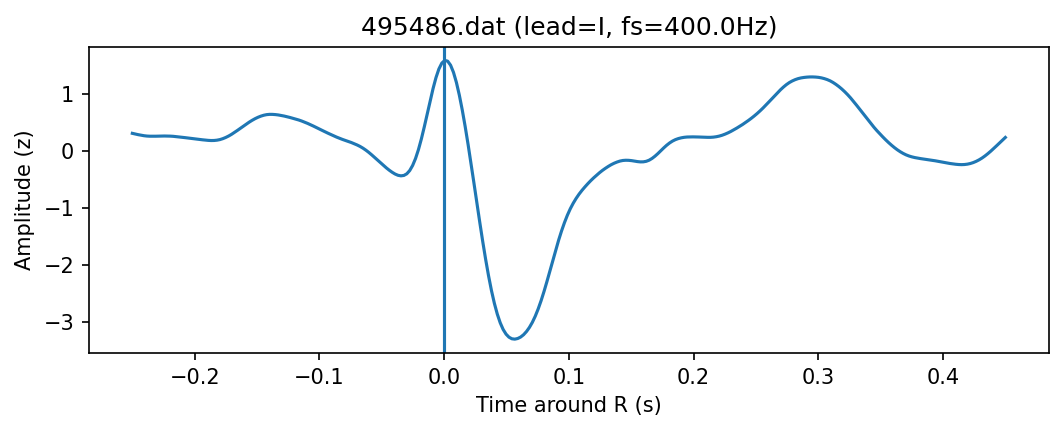 495486.dat (lead=I, fs=400.0Hz)
Amplitude (z)
1
0
−1
−2
−3
−0.2 −0.1 0.0 0.1 0.2 0.3 0.4
Time around R (s)